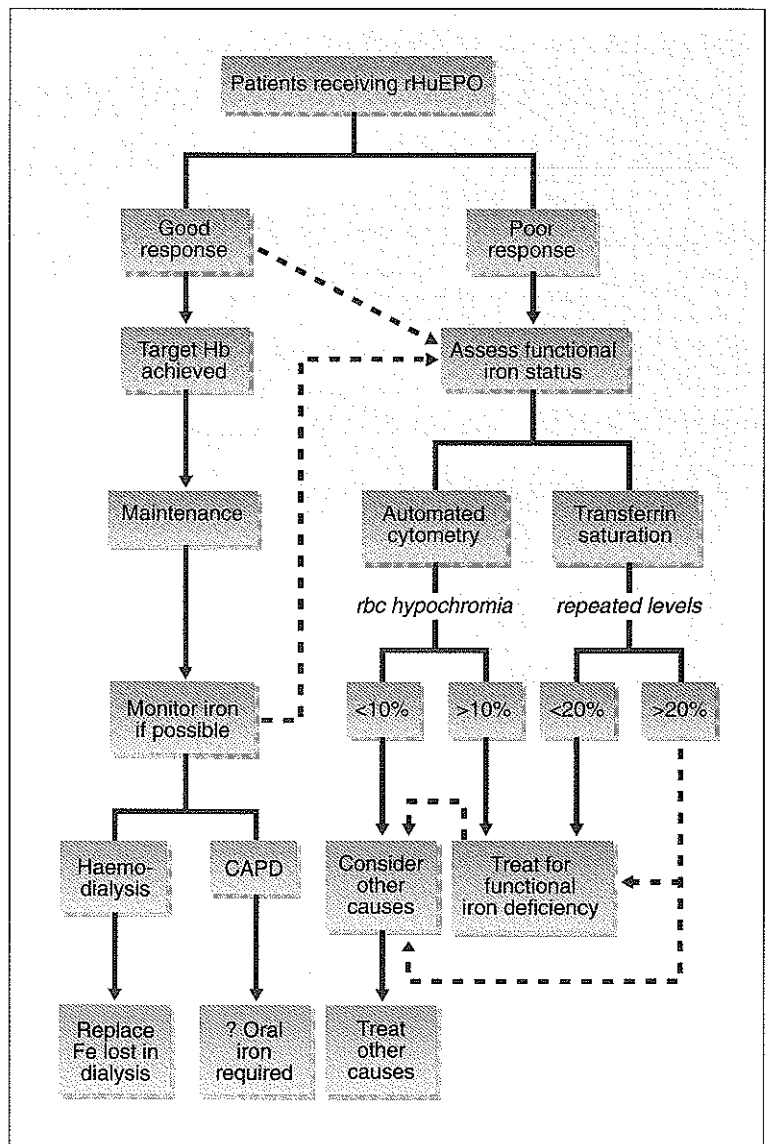 Patients receiving rHuEPO
Good
response
Poor
response
Target Hb
achieved
Assess functional
iron status
Maintenance
Automated
cytometry
Transferrin
saturation
rbc hypochromia
repeated levels
Monitor iron
if possible
<10%
>10%
<20%
>20%
Haemo-
dialysis
CAPD
Consider
other
causes
Treat for
functional
iron deficiency
Replace
Fe lost in
dialysis
? Oral
iron
required
Treat
other
causes